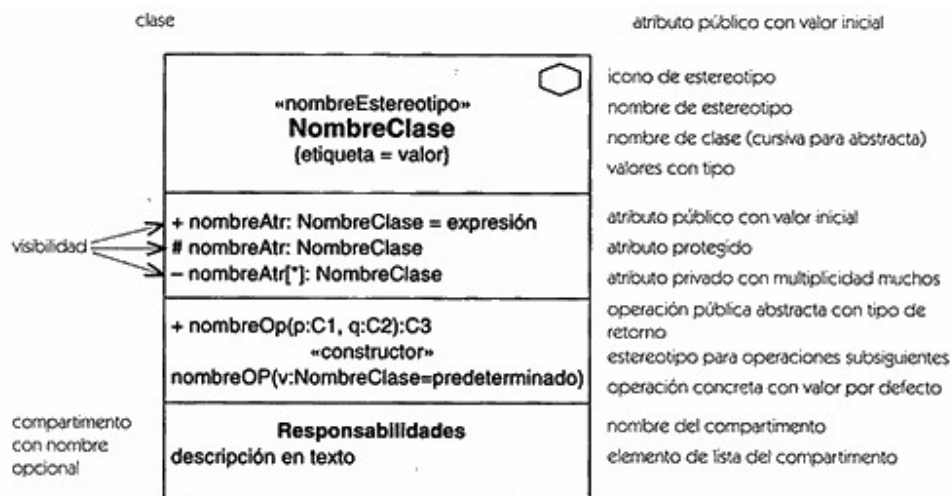 clase
atributo público con valor inicial
icono de estereotipo
«nombreEstereotipo»
nombre de estereotipo
NombreClase
nombre de clase (cursiva para abstracta)
{etiqueta = valor}
valores con tipo
+ nombreAtr: NombreClase = expresión
atributo público con valor inicial
visibilidad
# nombreAtr: NombreClase
atributo protegido
– nombreAtr[*]: NombreClase
atributo privado con multiplicidad muchos
+ nombreOp(p:C1, q:C2):C3
operación pública abstracta con tipo de
retorno
«constructor»
estereotipo para operaciones subsiguientes
nombreOP(v:NombreClase=predeterminado)
operación concreta con valor por defecto
compartimento
con nombre
opcional
Responsabilidades
nombre del compartimento
descripción en texto
elemento de lista del compartimento